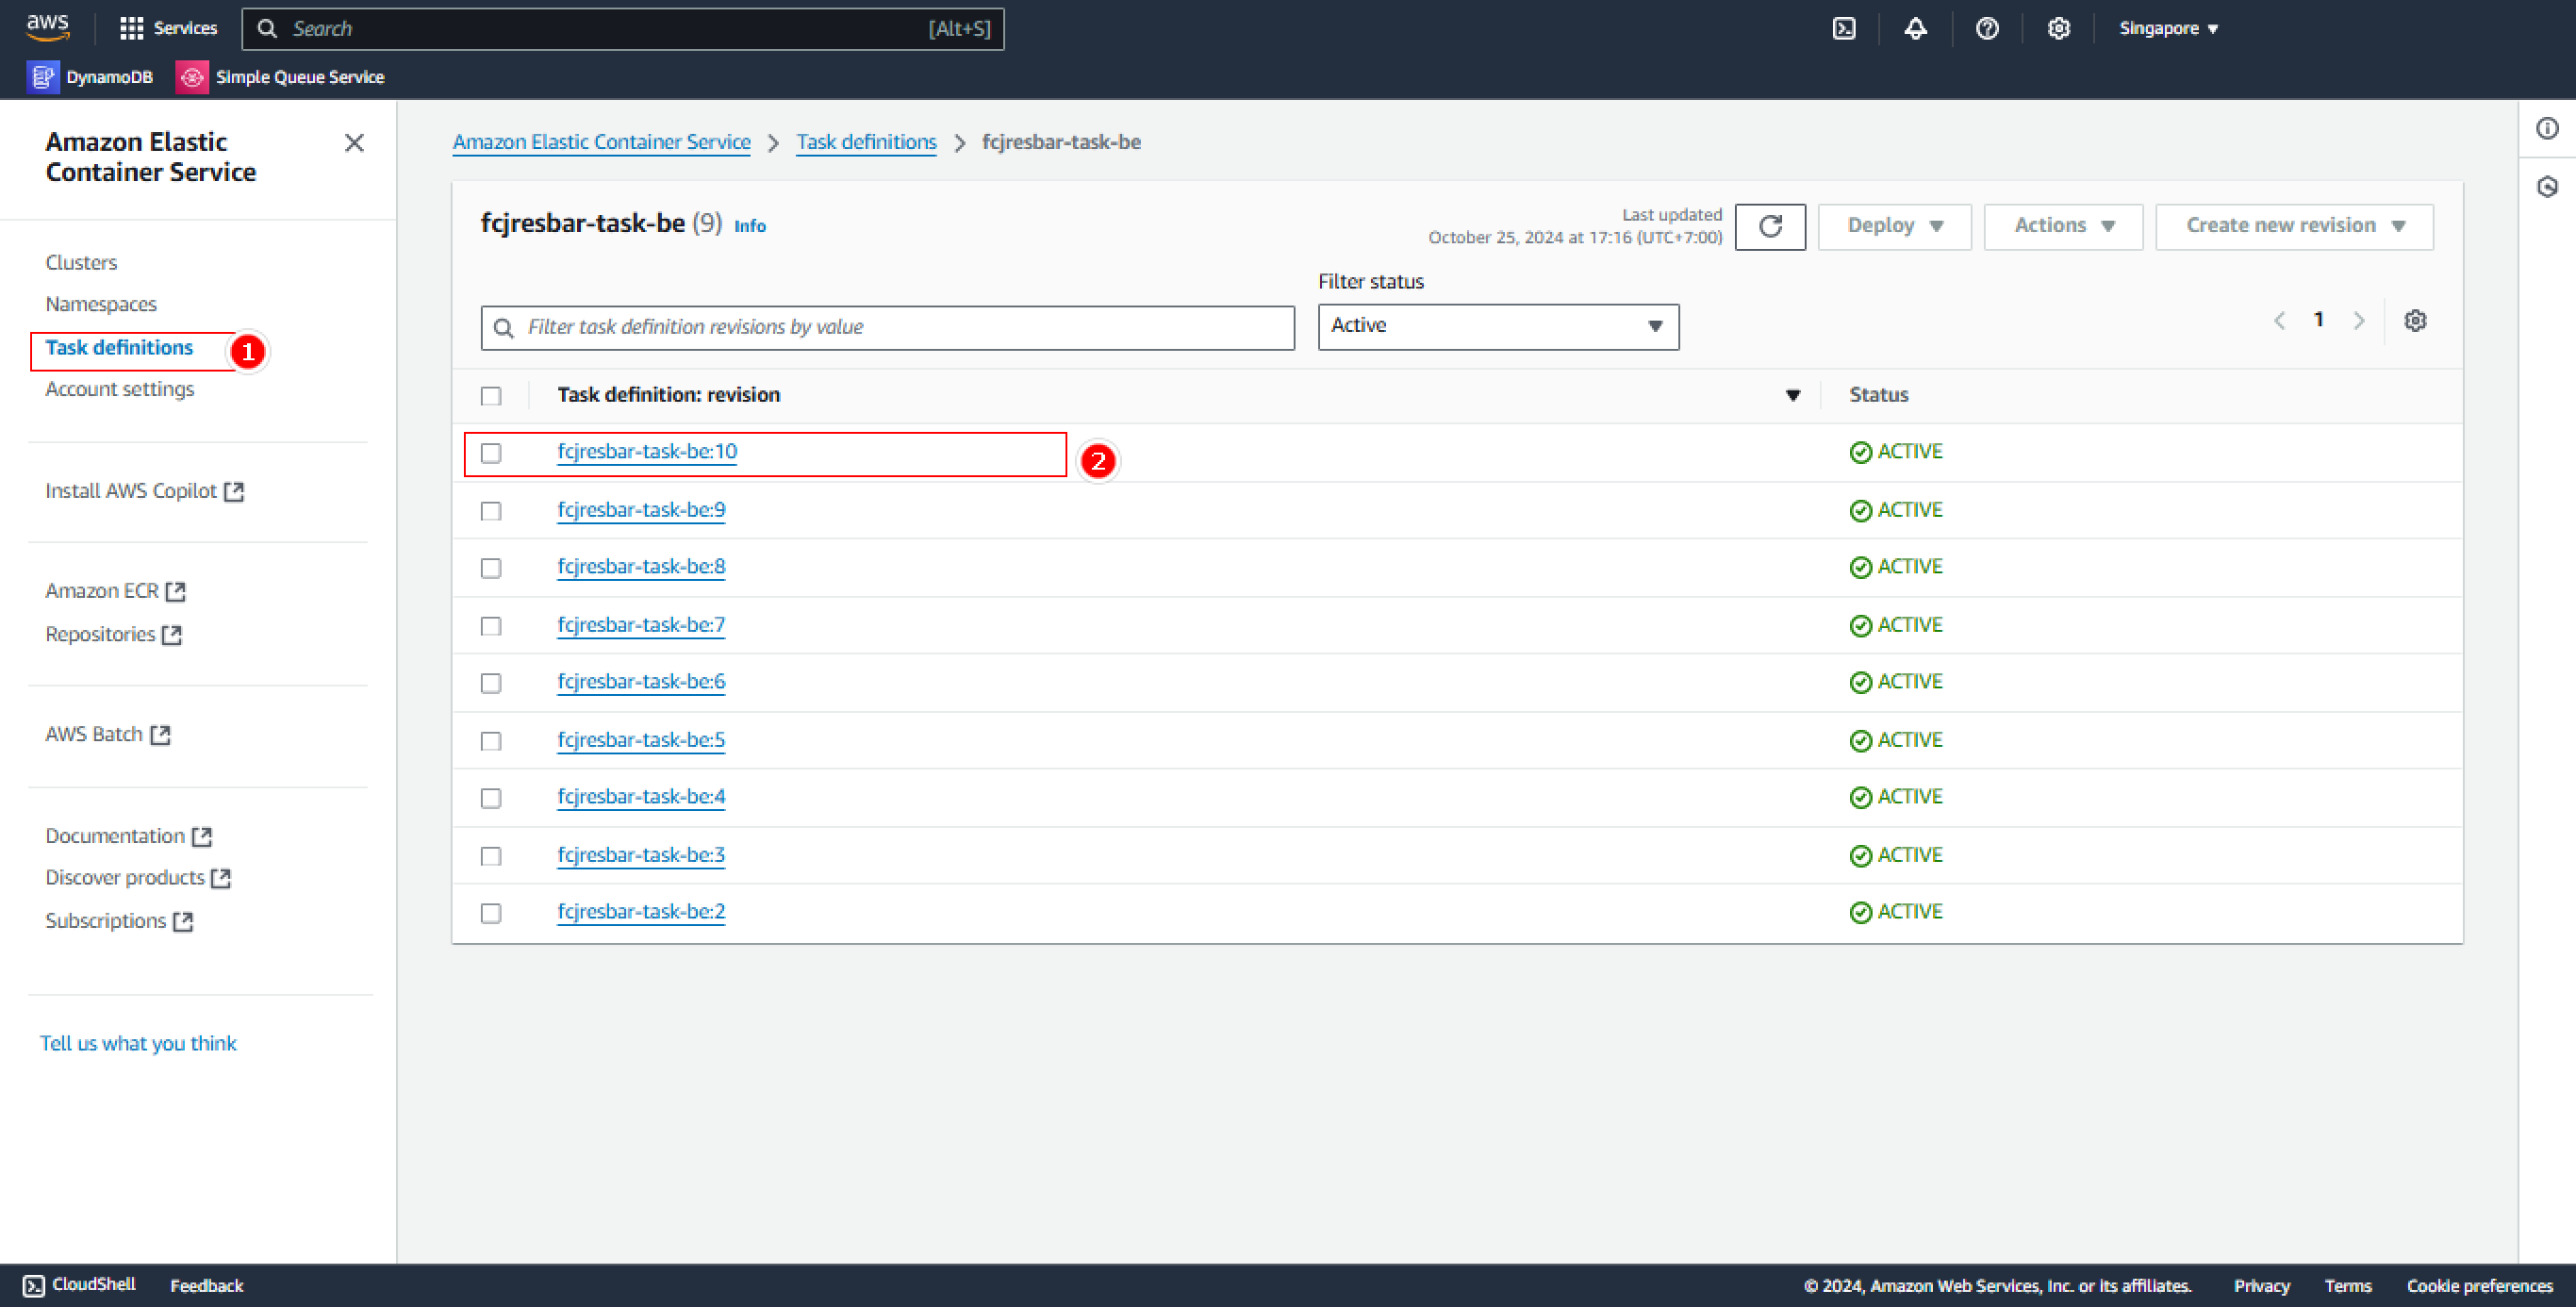 aws
Services
Search [Alt+S]
Singapore
DynamoDB
Simple Queue Service
Amazon Elastic
Container Service
Clusters
Namespaces
Task definitions
1
Account settings
Install AWS Copilot
Amazon ECR
Repositories
AWS Batch
Documentation
Discover products
Subscriptions
Tell us what you think
Amazon Elastic Container Service > Task definitions > fcjresbar-task-be
fcjresbar-task-be (9) Info
Last updated
October 25, 2024 at 17:16 (UTC+7:00)
Deploy
Actions
Create new revision
Filter status
Filter task definition revisions by value
Active
1
Task definition: revision Status
fcjresbar-task-be:10 2 ACTIVE
fcjresbar-task-be:9 ACTIVE
fcjresbar-task-be:8 ACTIVE
fcjresbar-task-be:7 ACTIVE
fcjresbar-task-be:6 ACTIVE
fcjresbar-task-be:5 ACTIVE
fcjresbar-task-be:4 ACTIVE
fcjresbar-task-be:3 ACTIVE
fcjresbar-task-be:2 ACTIVE
CloudShell Feedback © 2024, Amazon Web Services, Inc. or its affiliates. Privacy Terms Cookie preferences